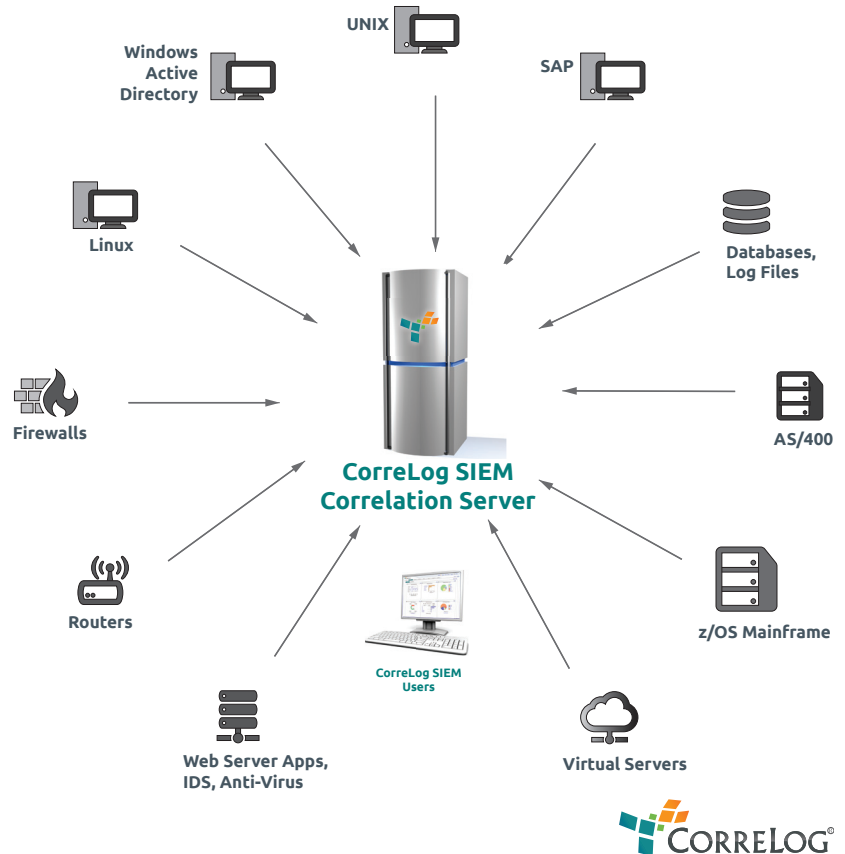 UNIX
Windows
Active
Directory
SAP
Linux
Databases,
Log Files
Firewalls
AS/400
CorreLog SIEM
Correlation Server
Routers
z/OS Mainframe
CorreLog SIEM
Users
Web Server Apps,
IDS, Anti-Virus
Virtual Servers
CORRELOG®